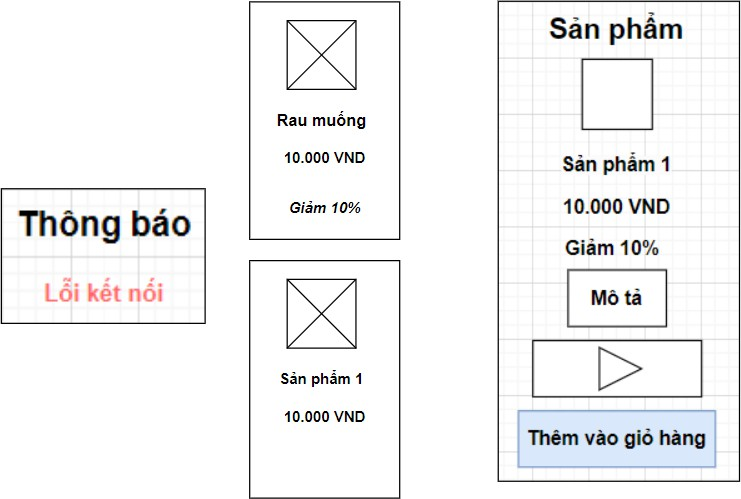 Thông báo
Lỗi kết nối
Rau muống
10.000 VND
Giảm 10%
Sản phẩm 1
10.000 VND
Sản phẩm
Sản phẩm 1
10.000 VND
Giảm 10%
Mô tả
Thêm vào giỏ hàng